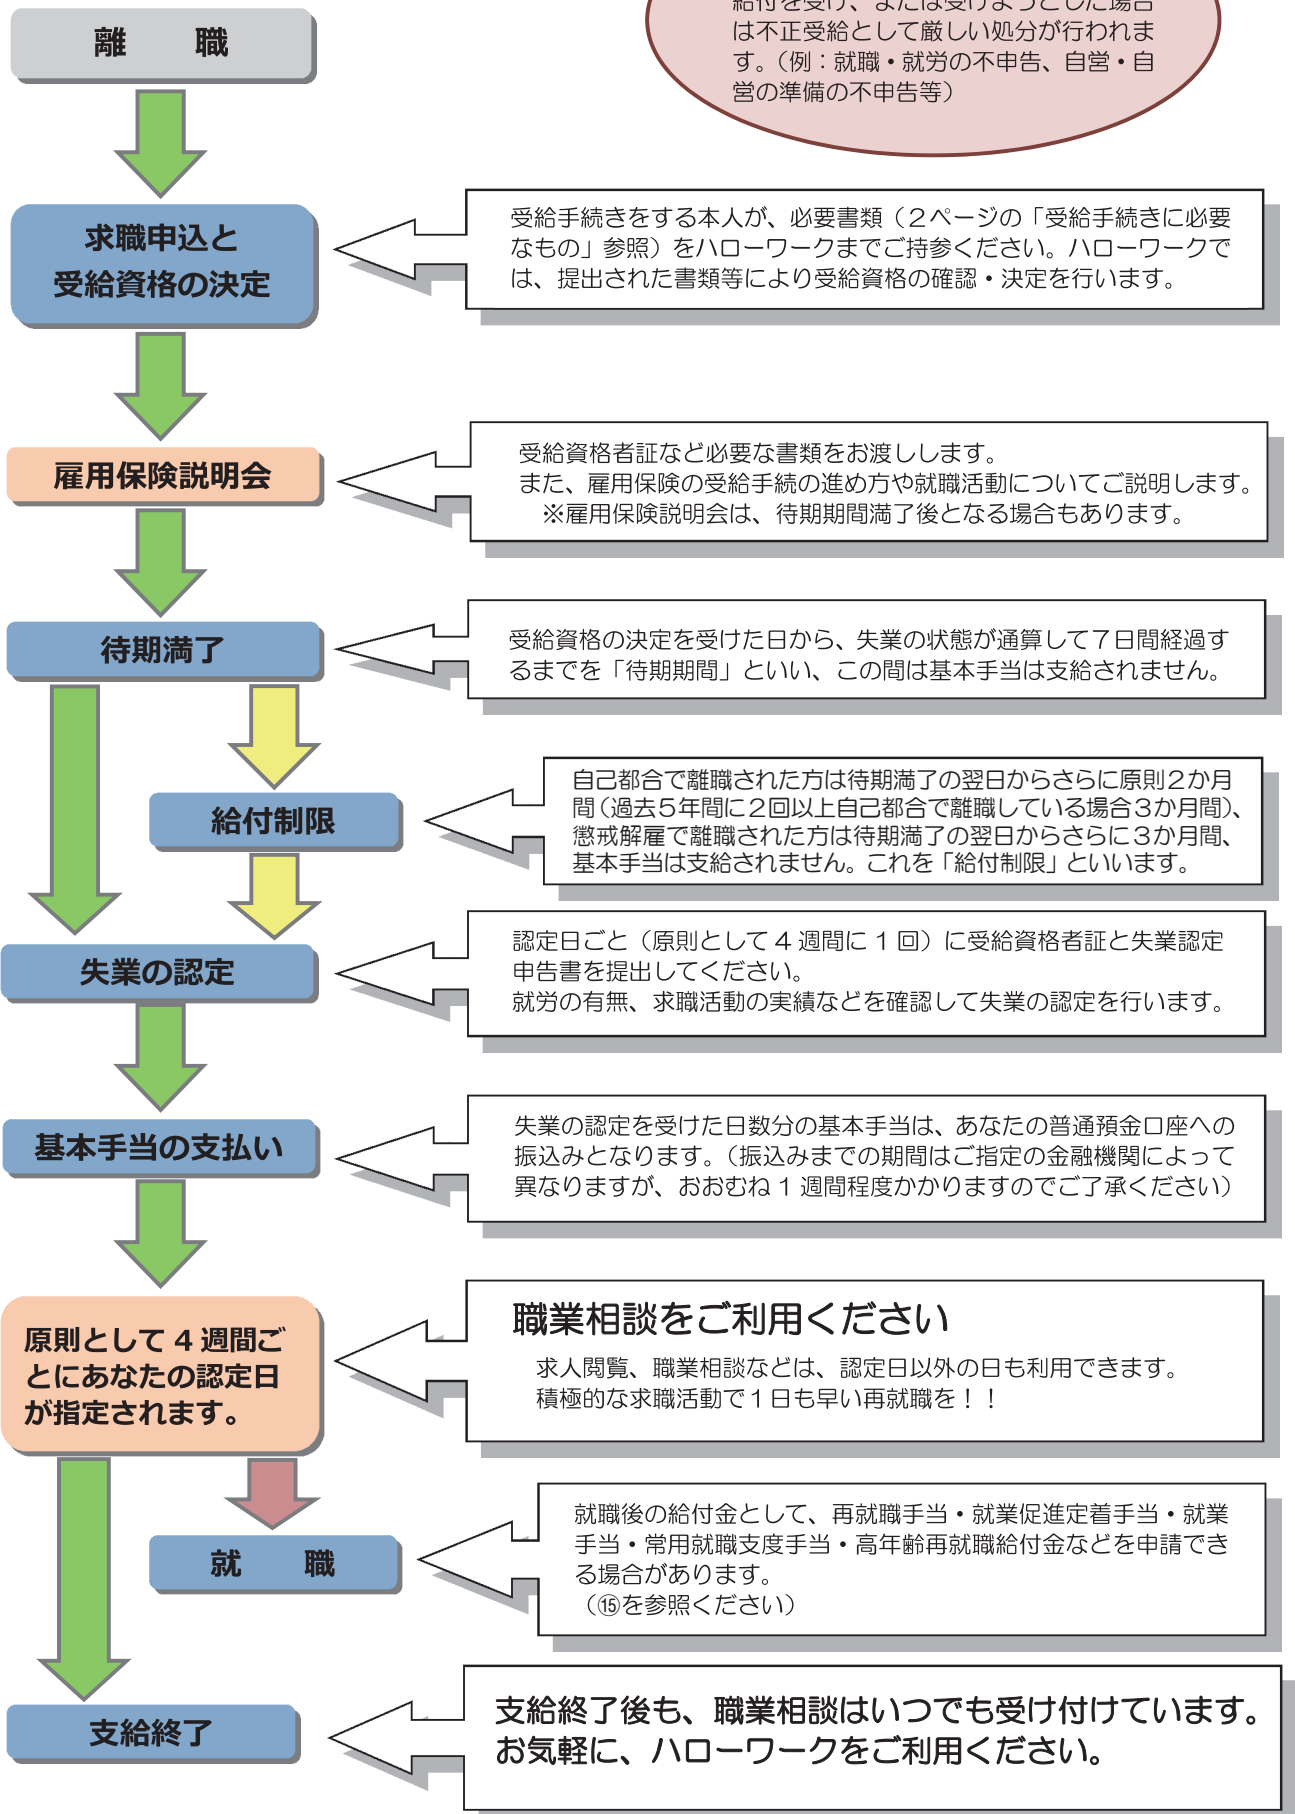 給付を受け、または受けようとした場合
は不正受給として厳しい処分が行われま
す。（例：就職・就労の不申告、自営・自
営の準備の不申告等）
離　職
求職申込と
受給資格の決定
受給手続きをする本人が、必要書類（２ページの「受給手続きに必要
なもの」参照）をハローワークまでご持参ください。ハローワークで
は、提出された書類等により受給資格の確認・決定を行います。
雇用保険説明会
受給資格者証など必要な書類をお渡しします。
また、雇用保険の受給手続の進め方や就職活動についてご説明します。
※雇用保険説明会は、待期期間満了後となる場合もあります。
待期満了
受給資格の決定を受けた日から、失業の状態が通算して７日間経過す
るまでを「待期期間」といい、この間は基本手当は支給されません。
給付制限
自己都合で離職された方は待期満了の翌日からさらに原則２か月
間（過去５年間に２回以上自己都合で離職している場合３か月間）、
懲戒解雇で離職された方は待期満了の翌日からさらに３か月間、
基本手当は支給されません。これを「給付制限」といいます。
失業の認定
認定日ごと（原則として４週間に１回）に受給資格者証と失業認定
申告書を提出してください。
就労の有無、求職活動の実績などを確認して失業の認定を行います。
基本手当の支払い
失業の認定を受けた日数分の基本手当は、あなたの普通預金口座への
振込みとなります。（振込みまでの期間はご指定の金融機関によって
異なりますが、おおむね１週間程度かかりますのでご了承ください）
原則として４週間ご
とにあなたの認定日
が指定されます。
職業相談をご利用ください
求人閲覧、職業相談などは、認定日以外の日も利用できます。
積極的な求職活動で１日も早い再就職を！！
就　職
就職後の給付金として、再就職手当・就業促進定着手当・就業
手当・常用就職支度手当・高年齢再就職給付金などを申請でき
る場合があります。
（⑮を参照ください）
支給終了
支給終了後も、職業相談はいつでも受け付けています。
お気軽に、ハローワークをご利用ください。